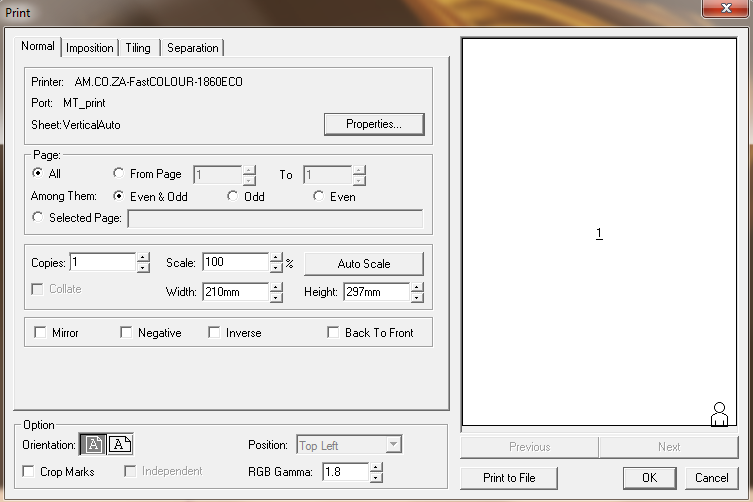 Print
Normal Imposition Tiling Separation
Printer: AM.CO.ZA-FastCOLOUR-1860ECO
Port: MT_print
Sheet:VerticalAuto
Properties...
Page:
All From Page 1 To 1
Among Them: Even & Odd Odd Even
Selected Page:
Copies: 1 Scale: 100 % Auto Scale
Collate Width: 210mm Height: 297mm
Mirror Negative Inverse Back To Front
Option
Orientation: A A Position: Top Left
Crop Marks Independent RGB Gamma: 1.8
1
Previous Next
Print to File OK Cancel